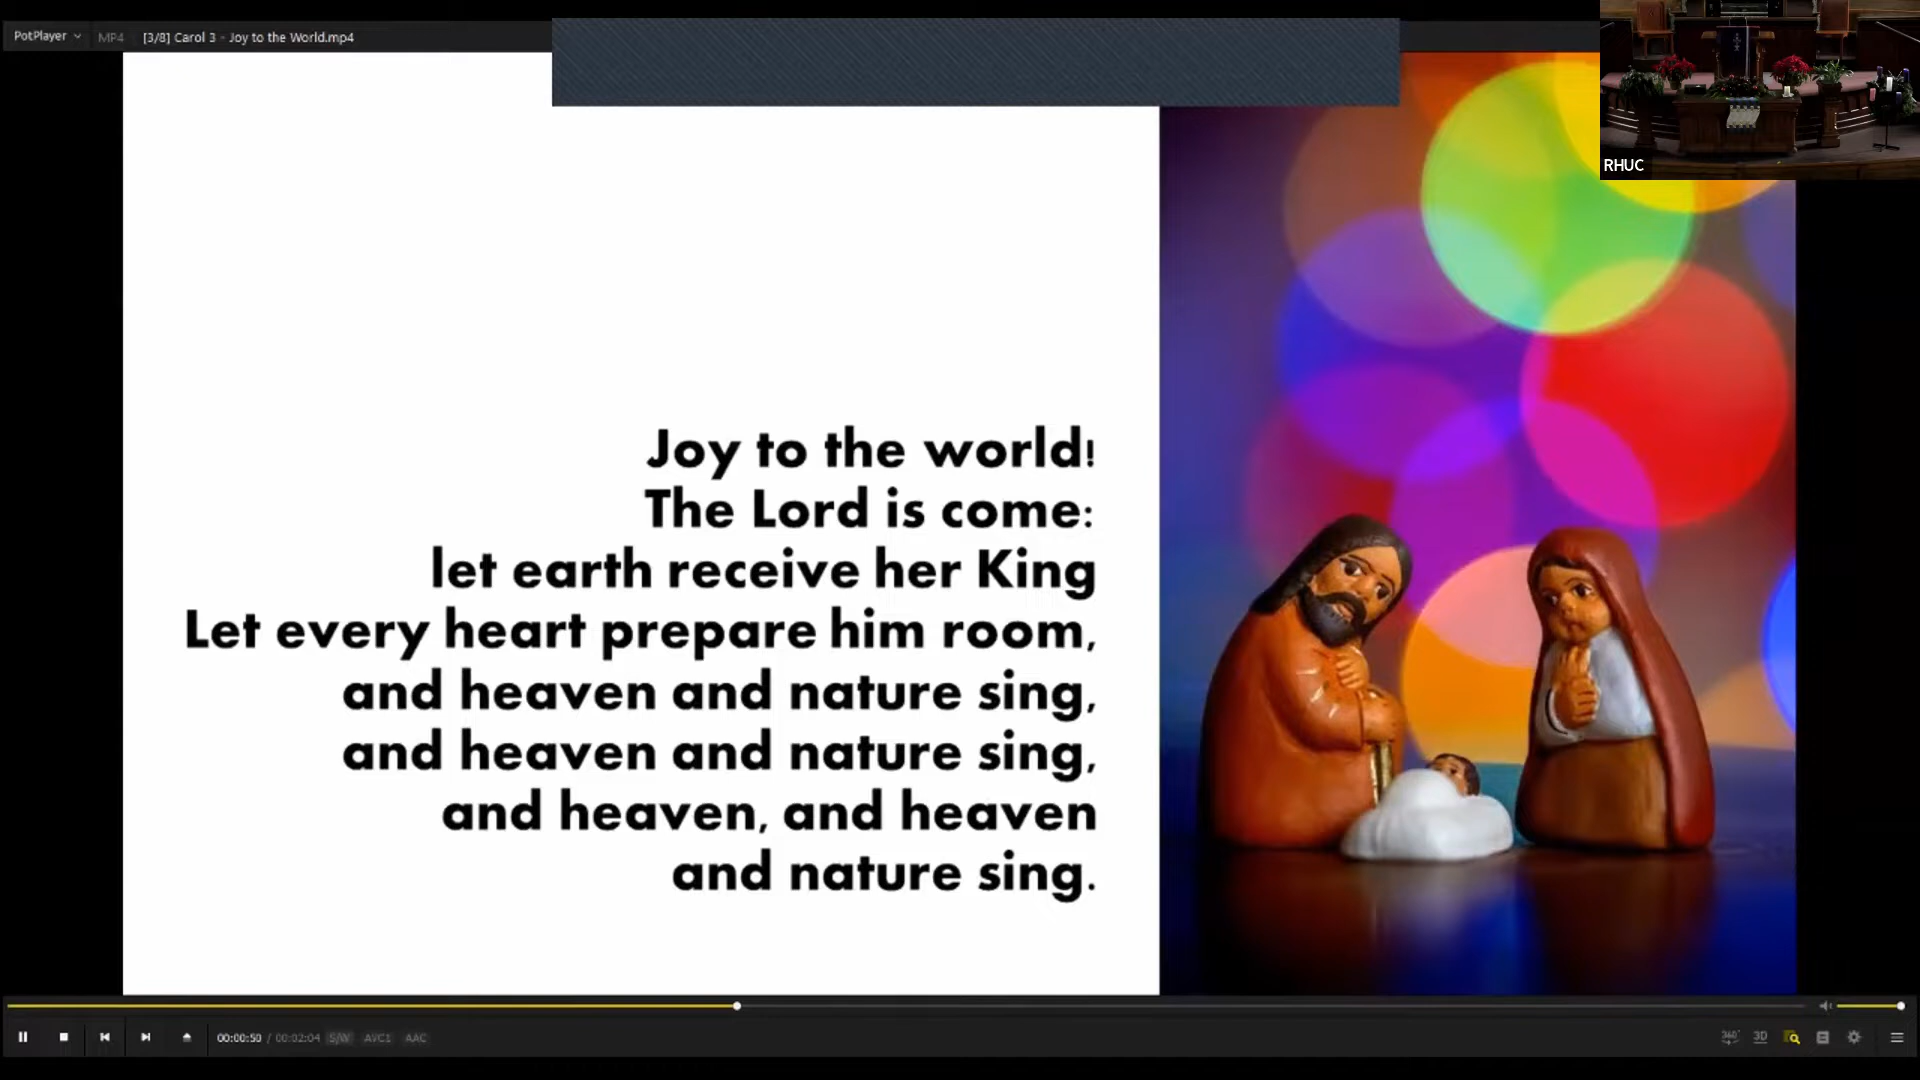 PotPlayer MP4 [3/8] Carol 3 - Joy to the World.mp4
RHUC
Joy to the world!
The Lord is come:
let earth receive her King
Let every heart prepare him room,
and heaven and nature sing,
and heaven and nature sing,
and heaven, and heaven
and nature sing.
00:00:50 / 00:02:04 S/W AVC1 AAC
360° 3D